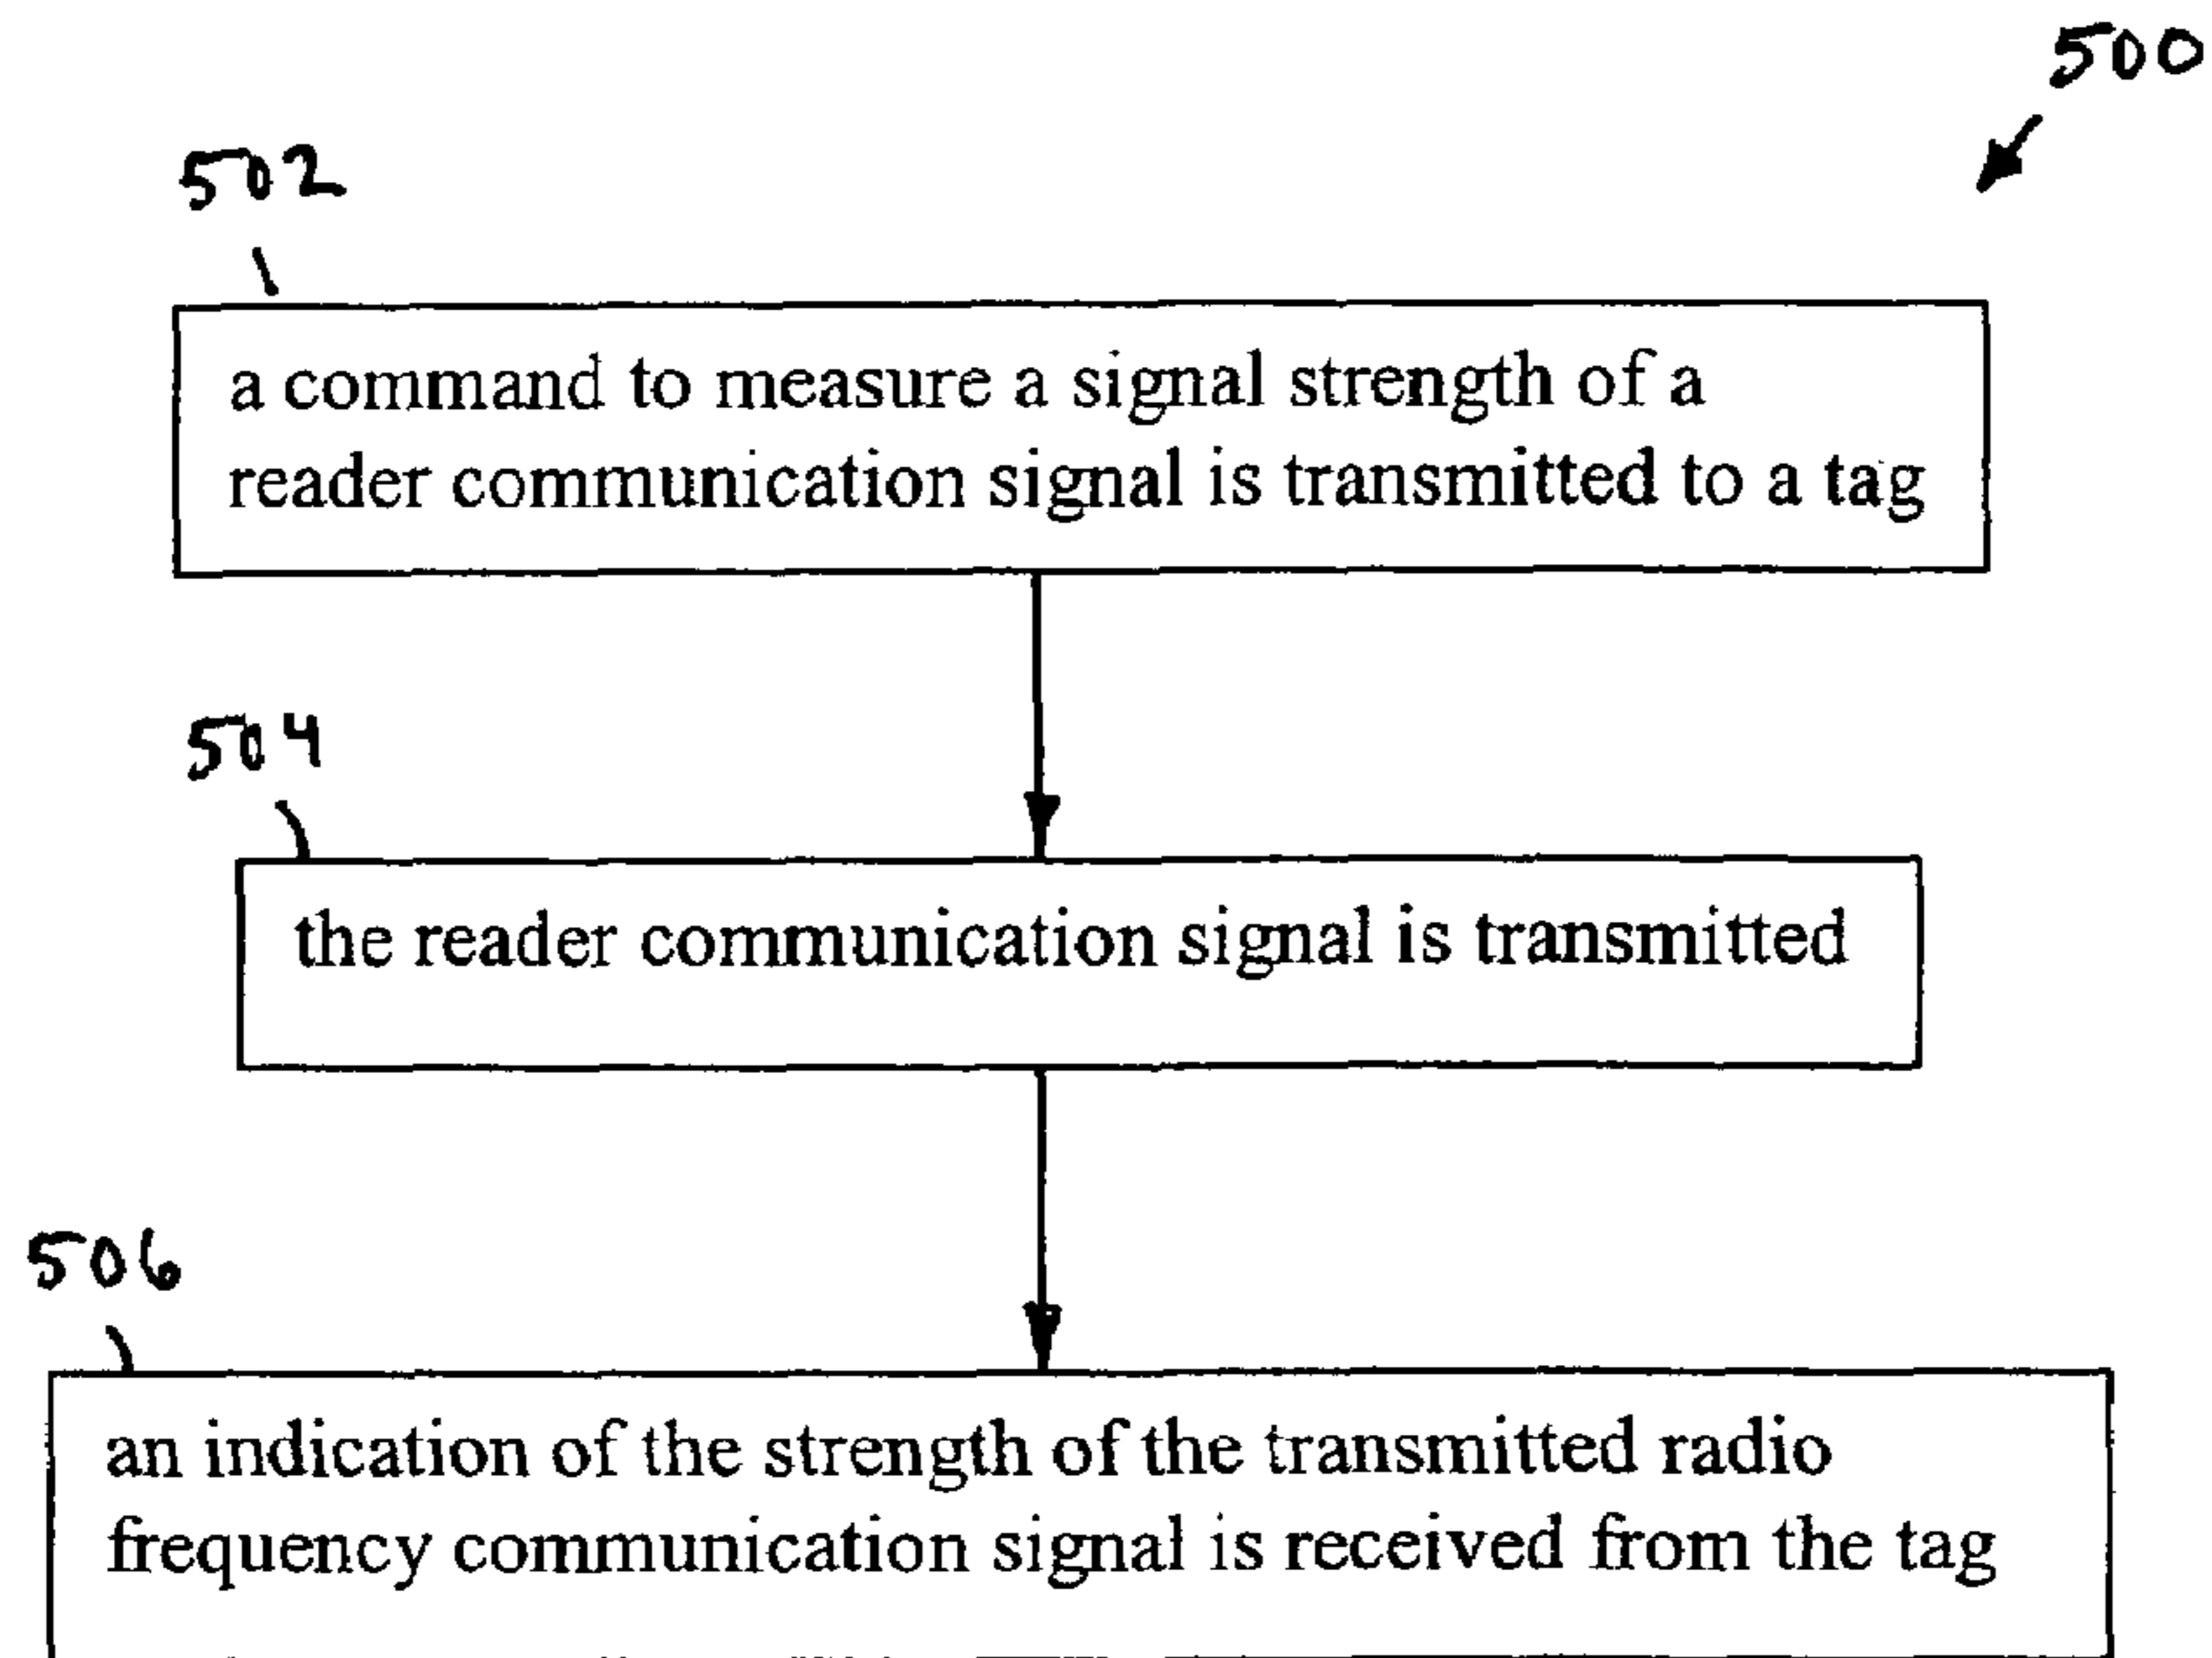 500
502
a command to measure a signal strength of a
reader communication signal is transmitted to a tag
504
the reader communication signal is transmitted
506
an indication of the strength of the transmitted radio
frequency communication signal is received from the tag